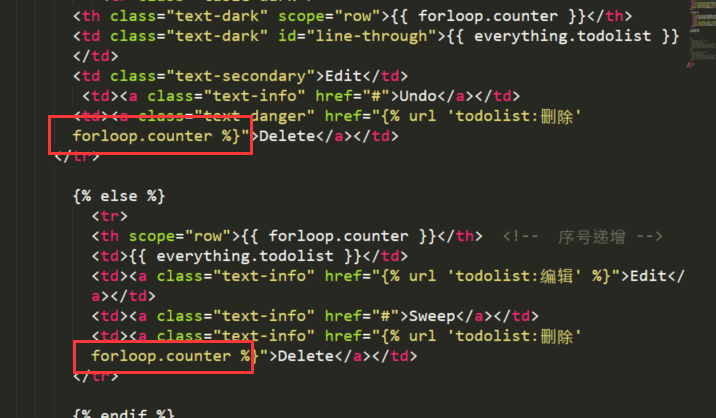 <th class="text-dark" scope="row">{{ forloop.counter }}</th>
<td class="text-dark" id="line-through">{{ everything.todolist }}
</td>
<td class="text-secondary">Edit</td>
<td><a class="text-info" href="#">Undo</a></td>
<td><a class="text-danger" href="{% url 'todolist:删除'
forloop.counter %}">Delete</a></td>
</tr>
{% else %}
<tr>
<th scope="row">{{ forloop.counter }}</th> <!-- 序号递增 -->
<td>{{ everything.todolist }}</td>
<td><a class="text-info" href="{% url 'todolist:编辑' %}">Edit</
a></td>
<td><a class="text-info" href="#">Sweep</a></td>
<td><a class="text-info" href="{% url 'todolist:删除'
forloop.counter %}">Delete</a></td>
</tr>
{% endif %}